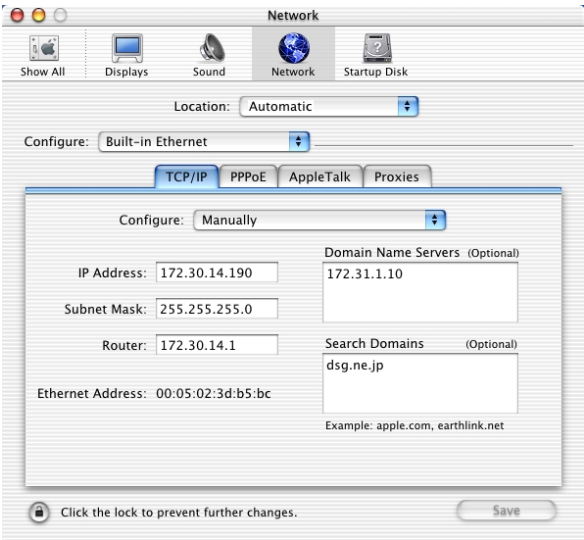 Network
Show All
Displays
Sound
Network
Startup Disk
Location: Automatic
Configure: Built-in Ethernet
TCP/IP
PPPoE
AppleTalk
Proxies
Configure: Manually
Domain Name Servers (Optional)
IP Address: 172.30.14.190
172.31.1.10
Subnet Mask: 255.255.255.0
Router: 172.30.14.1
Search Domains (Optional)
dsg.ne.jp
Ethernet Address: 00:05:02:3d:b5:bc
Example: apple.com, earthlink.net
Click the lock to prevent further changes.
Save